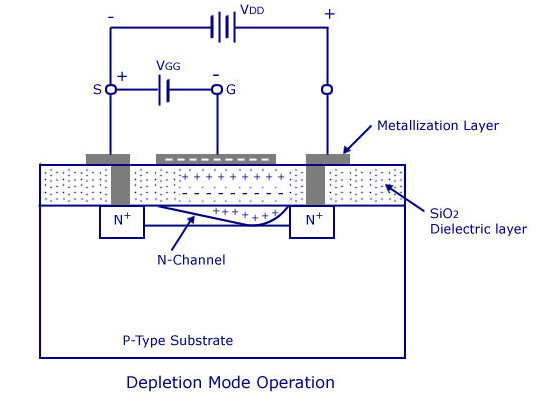 - VDD +
VGG
S + - G
Metallization Layer
+ + + + + + + + +
- - - - - - - - -
SiO2
Dielectric layer
N+ +++++++ N+
N-Channel
P-Type Substrate
Depletion Mode Operation